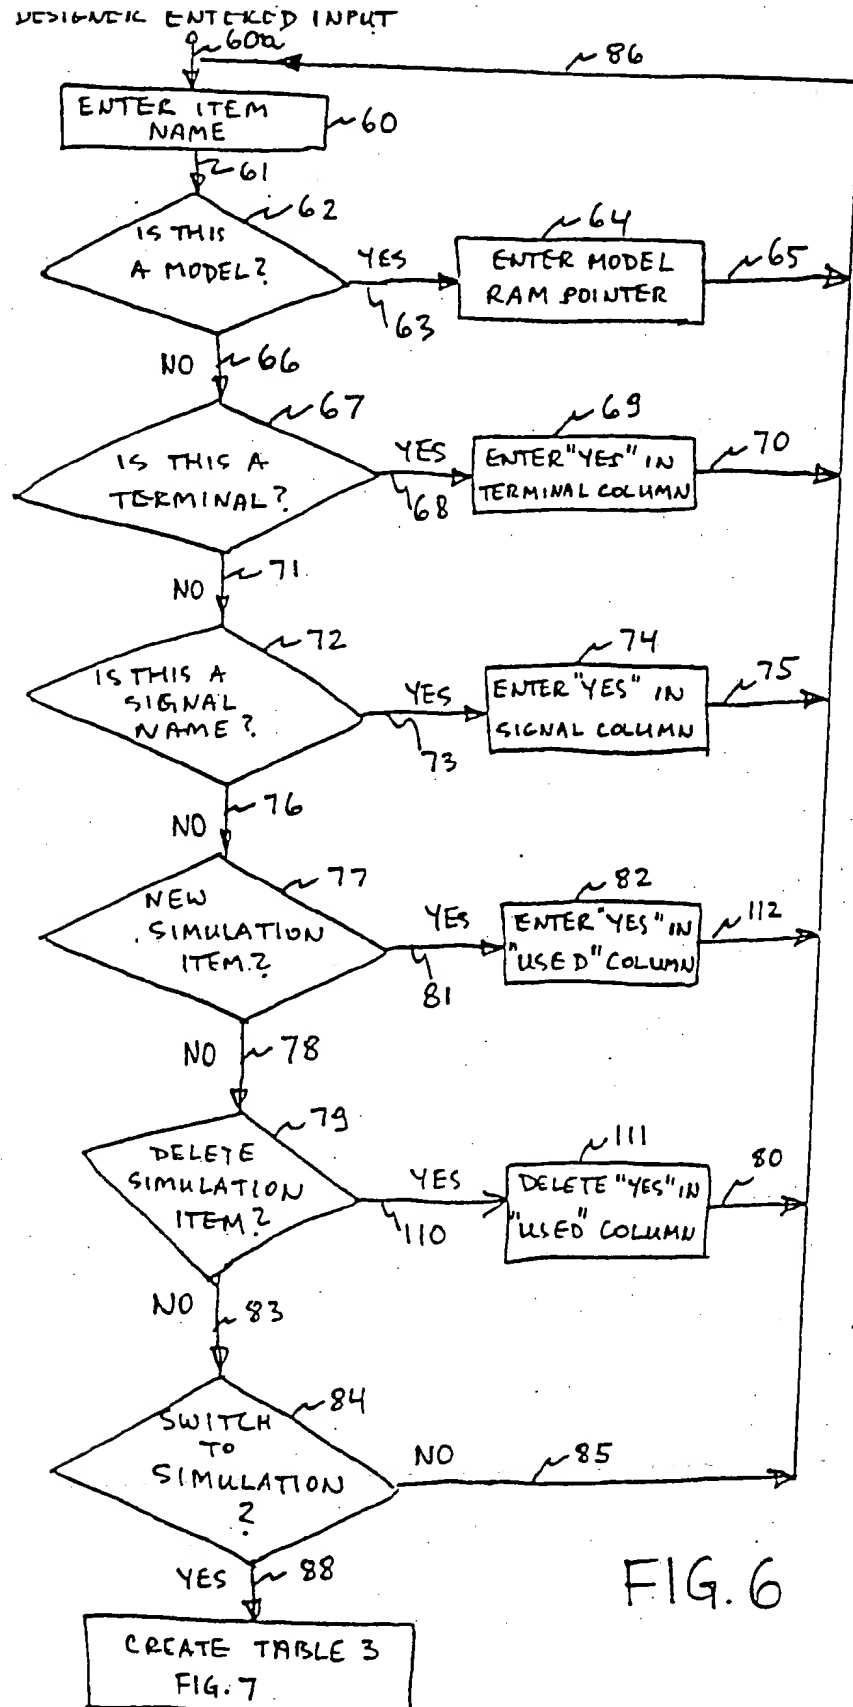 DESIGNER ENTERED INPUT
60a
86
ENTER ITEM
NAME
60
61
62
IS THIS
A MODEL?
YES
63
64
ENTER MODEL
RAM POINTER
65
NO
66
67
IS THIS A
TERMINAL?
YES
68
69
ENTER "YES" IN
TERMINAL COLUMN
70
NO
71
72
IS THIS A
SIGNAL
NAME?
YES
73
74
ENTER "YES" IN
SIGNAL COLUMN
75
NO
76
77
NEW
SIMULATION
ITEM?
YES
81
82
ENTER "YES" IN
"USED" COLUMN
112
NO
78
79
DELETE
SIMULATION
ITEM?
YES
110
111
DELETE "YES" IN
"USED" COLUMN
80
NO
83
84
SWITCH
TO
SIMULATION
?
NO
85
YES
88
CREATE TABLE 3
FIG. 7
FIG. 6